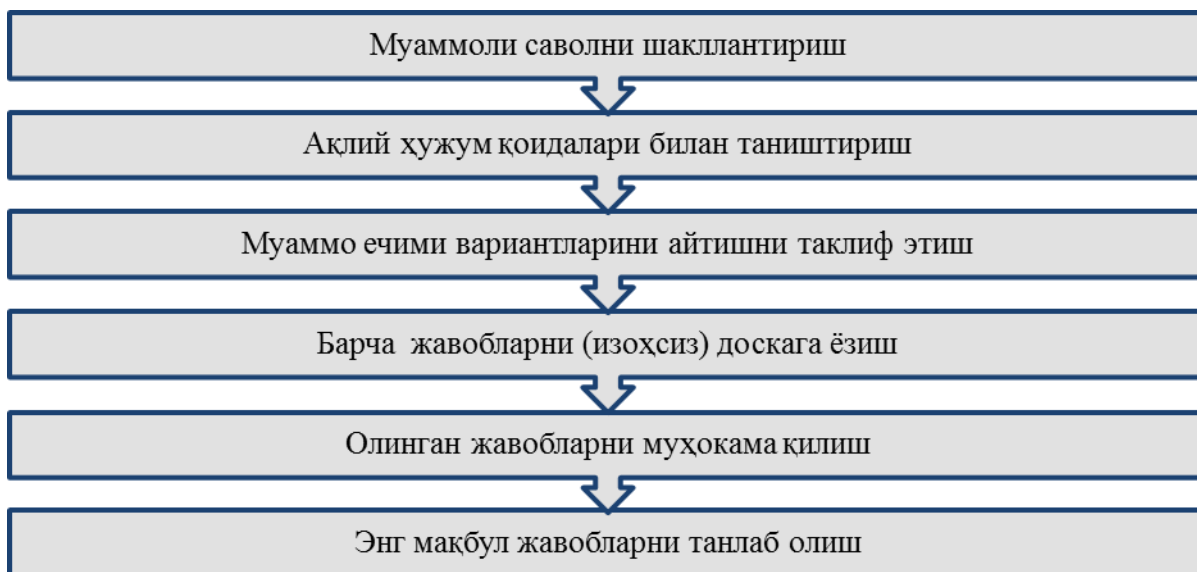 Муаммоли саволни шакллантириш
Ақлий ҳужум қоидалари билан таништириш
Муаммо ечими вариантларини айтишни таклиф этиш
Барча жавобларни (изоҳсиз) доскага ёзиш
Олинган жавобларни муҳокама қилиш
Энг мақбул жавобларни танлаб олиш